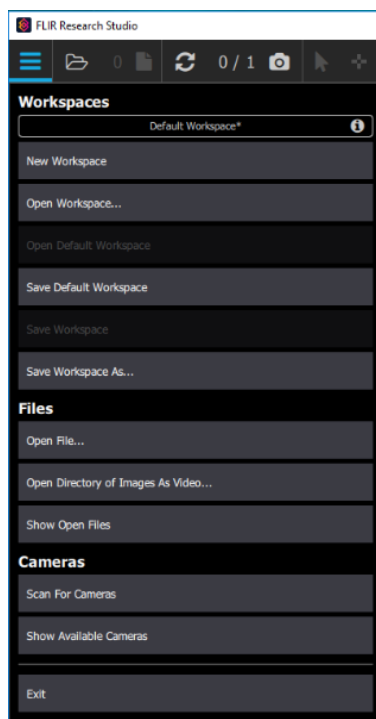 FLIR Research Studio
0 0 / 1
Workspaces
Default Workspace*
New Workspace
Open Workspace...
Open Default Workspace
Save Default Workspace
Save Workspace
Save Workspace As...
Files
Open File...
Open Directory of Images As Video...
Show Open Files
Cameras
Scan For Cameras
Show Available Cameras
Exit